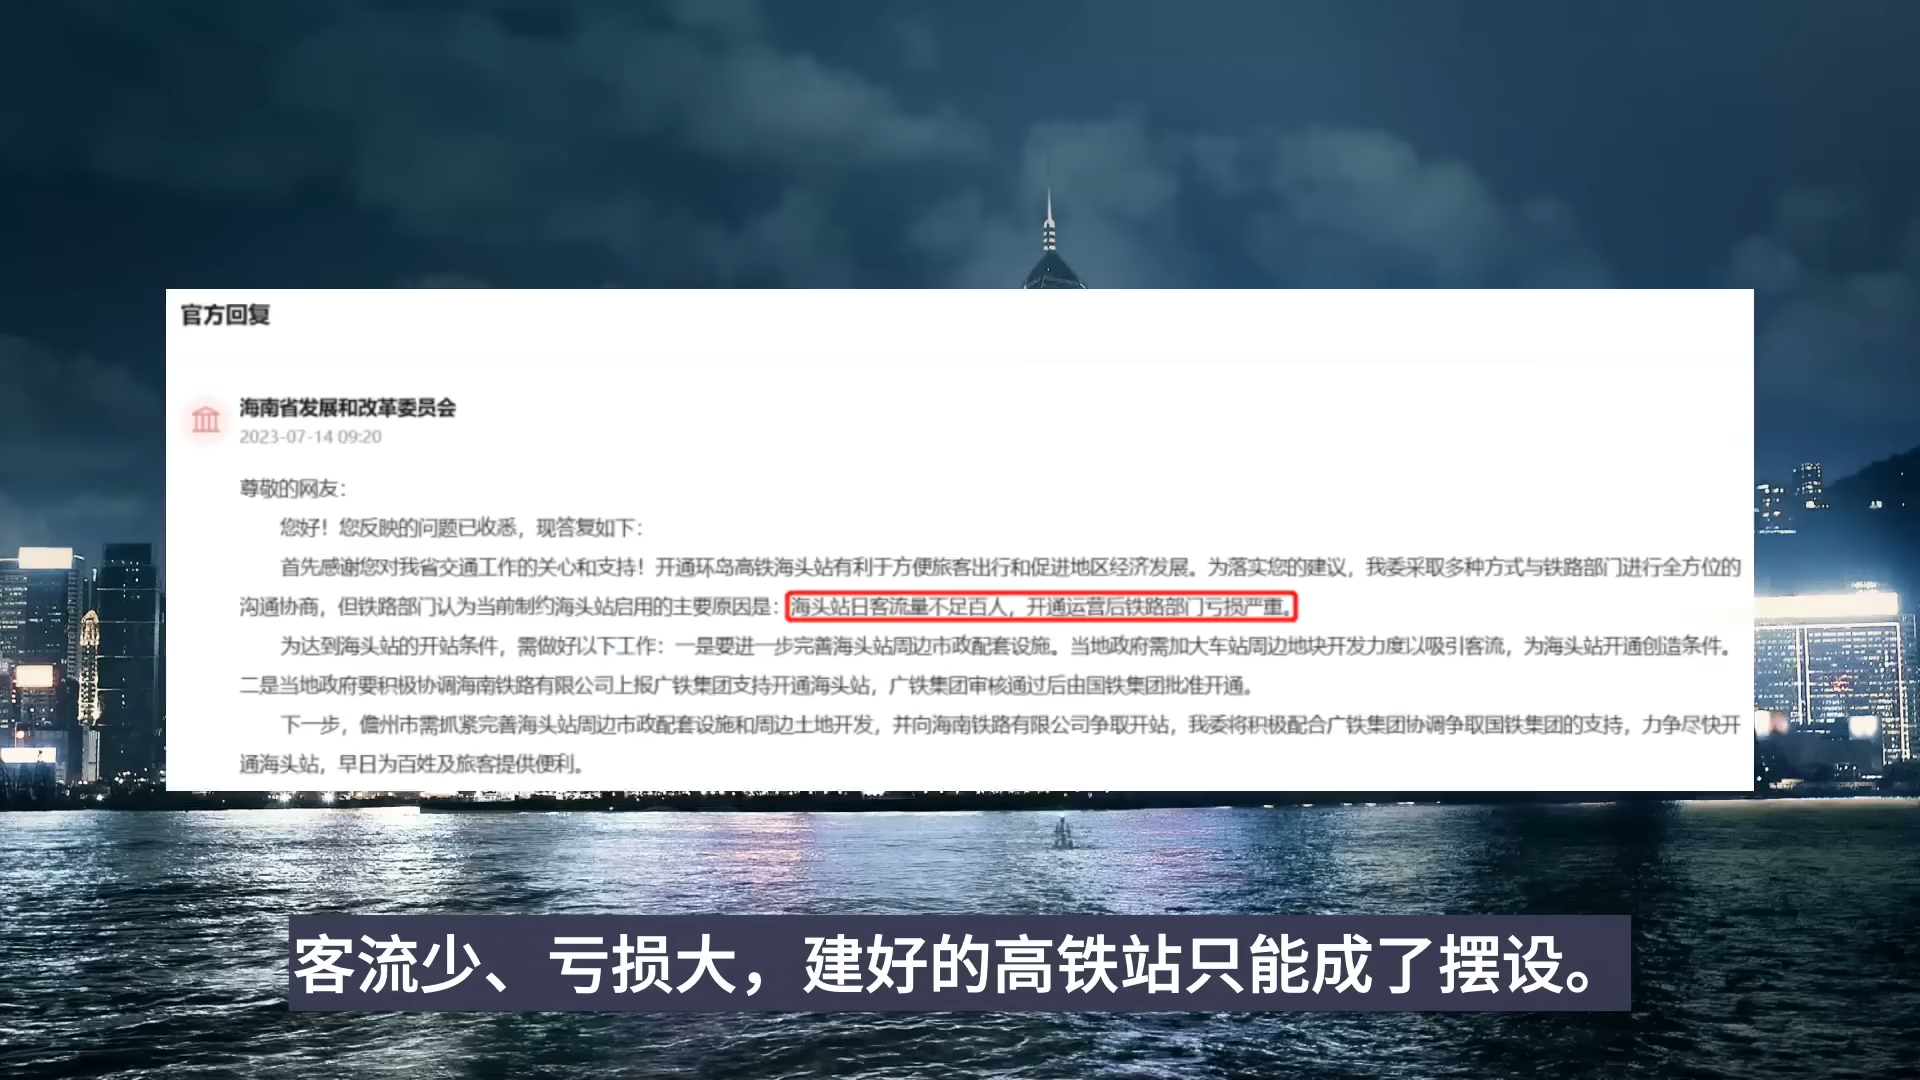 官方回复
海南省发展和改革委员会
2023-07-14 09:20
尊敬的网友：
您好！您反映的问题已收悉，现答复如下：
首先感谢您对我省交通工作的关心和支持！开通环岛高铁海头站有利于方便旅客出行和促进地区经济发展。为落实您的建议，我委采取多种方式与铁路部门进行全方位的
沟通协商，但铁路部门认为当前制约海头站启用的主要原因是：海头站日客流量不足百人，开通运营后铁路部门亏损严重。
为达到海头站的开站条件，需做好以下工作：一是要进一步完善海头站周边市政配套设施。当地政府需加大车站周边地块开发力度以吸引客流，为海头站开通创造条件。
二是当地政府要积极协调海南铁路有限公司上报广铁集团支持开通海头站，广铁集团审核通过后由国铁集团批准开通。
下一步，儋州市需抓紧完善海头站周边市政配套设施和周边土地开发，并向海南铁路有限公司争取开站，我委将积极配合广铁集团协调争取国铁集团的支持，力争尽快开
通海头站，早日为百姓及旅客提供便利。
客流少、亏损大，建好的高铁站只能成了摆设。